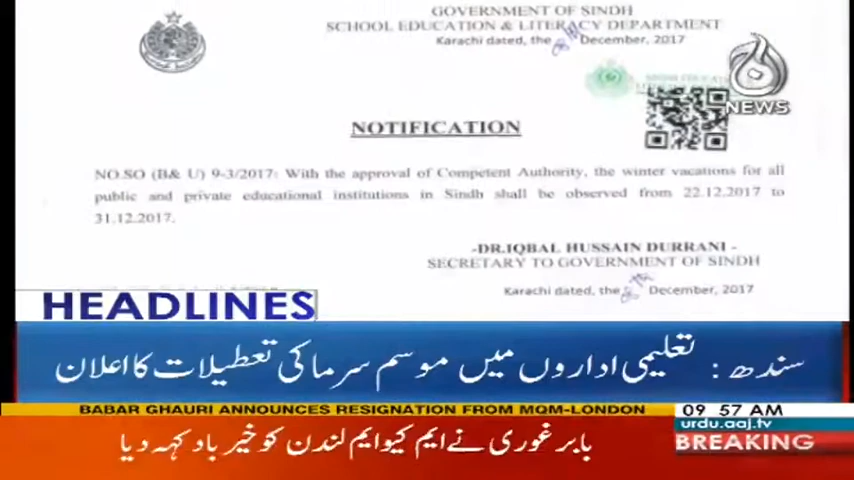 GOVERNMENT OF SINDH
SCHOOL EDUCATION & LITERACY DEPARTMENT
Karachi dated, the December, 2017
NEWS
NOTIFICATION
NO.SO (B& U) 9-3/2017: With the approval of Competent Authority, the winter vacations for all
public and private educational institutions in Sindh shall be observed from 22.12.2017 to
31.12.2017.
-DR.IQBAL HUSSAIN DURRANI -
SECRETARY TO GOVERNMENT OF SINDH
Karachi dated, the December, 2017
HEADLINES
سندھ : تعلیمی اداروں میں موسم سرما کی تعطیلات کا اعلان
BABAR GHAURI ANNOUNCES RESIGNATION FROM MQM-LONDON
09 57 AM
urdu.aaj.tv
BREAKING
بابر غوری نے ایم کیو ایم لندن کو خیر باد کہہ دیا